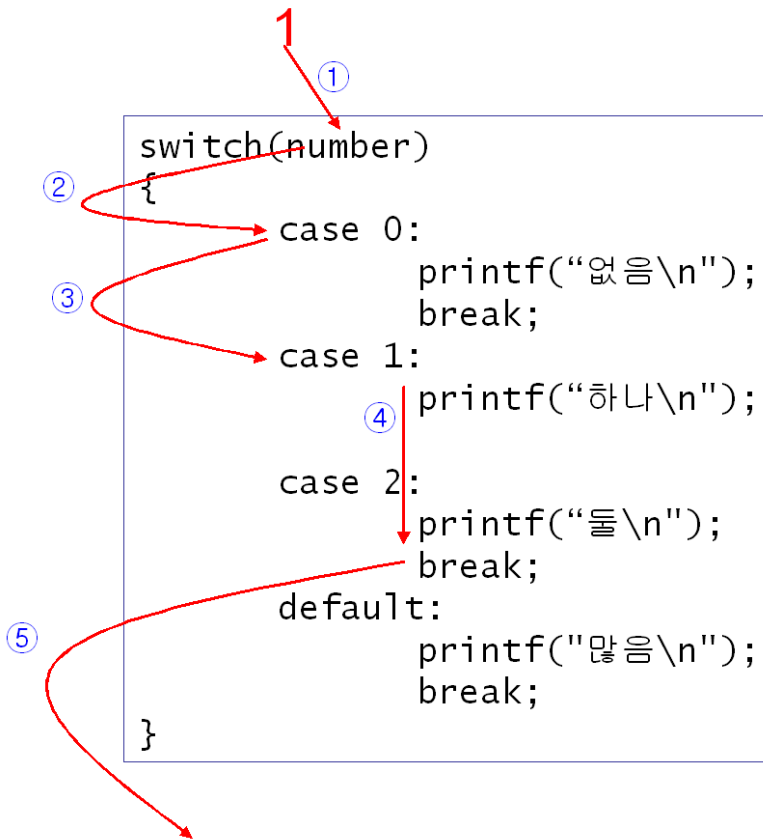 1
①
switch(number)
②
{
case 0:
printf(“없음\n");
③
break;
case 1:
printf(“하나\n");
④
case 2:
printf(“둘\n");
break;
default:
⑤
printf("많음\n");
break;
}